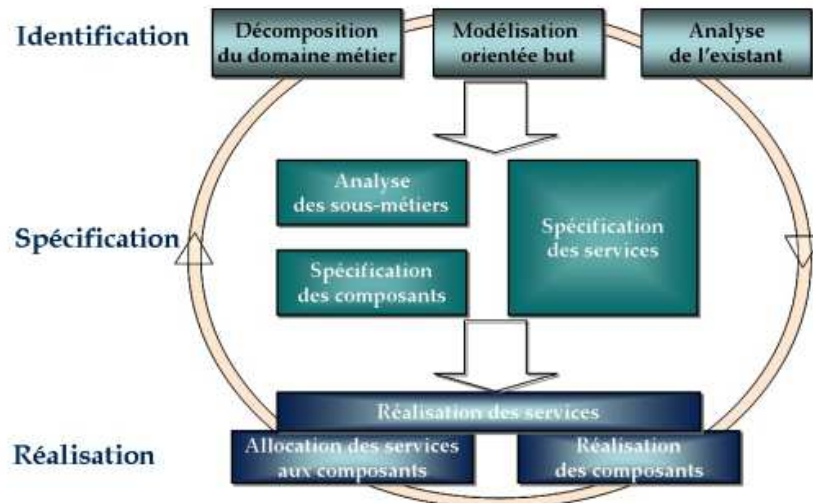 Identification
Décomposition
du domaine métier
Modélisation
orientée but
Analyse
de l'existant
Spécification
Analyse
des sous-métiers
Spécification
des composants
Spécification
des services
Réalisation
Réalisation des services
Allocation des services
aux composants
Réalisation
des composants